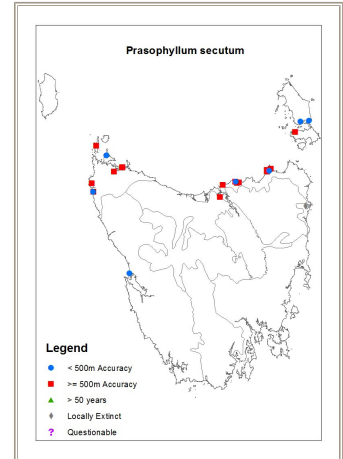 Prasophyllum secutum
Legend
< 500m Accuracy
>= 500m Accuracy
> 50 years
Locally Extinct
? Questionable